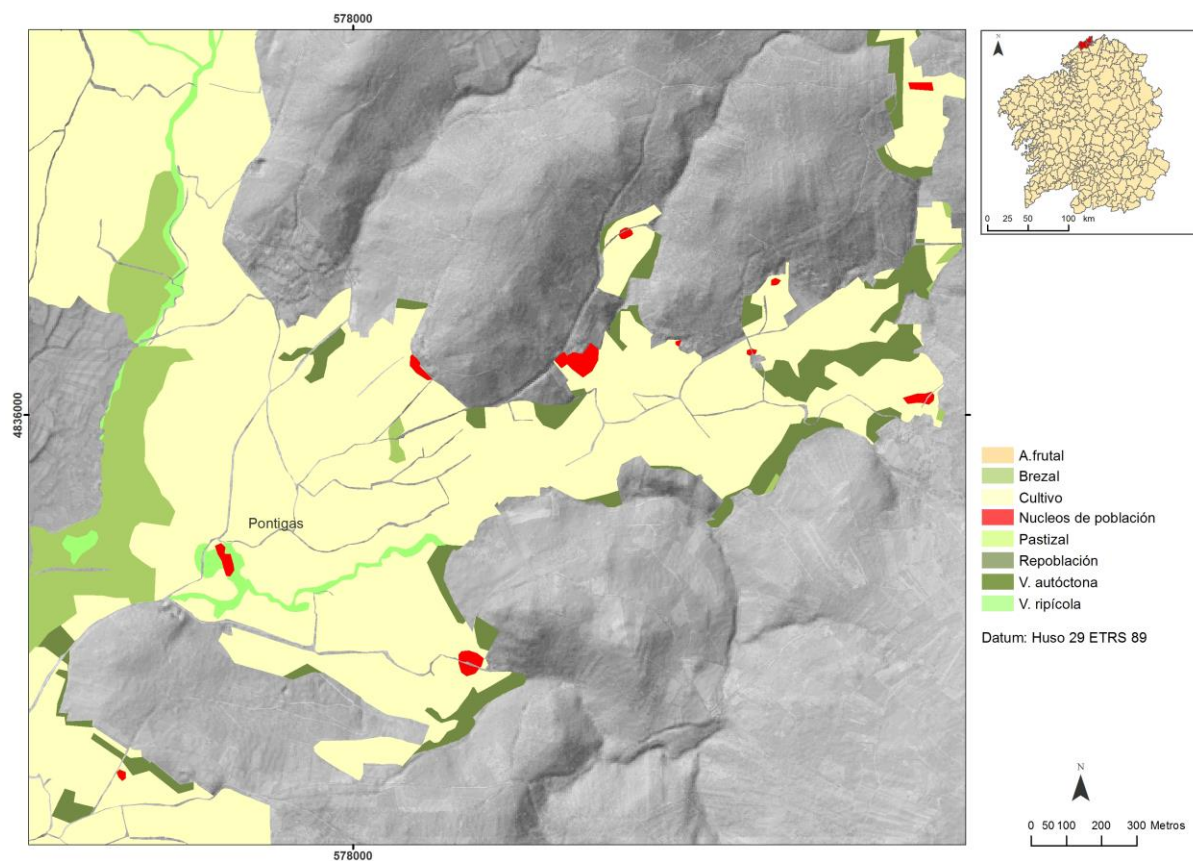 578000
N
0 25 50 100 km
4836000
Pontigas
A.frutal
Brezal
Cultivo
Nucleos de población
Pastizal
Repoblación
V. autóctona
V. ripícola
Datum: Huso 29 ETRS 89
N
0 50 100 200 300 Metros
578000